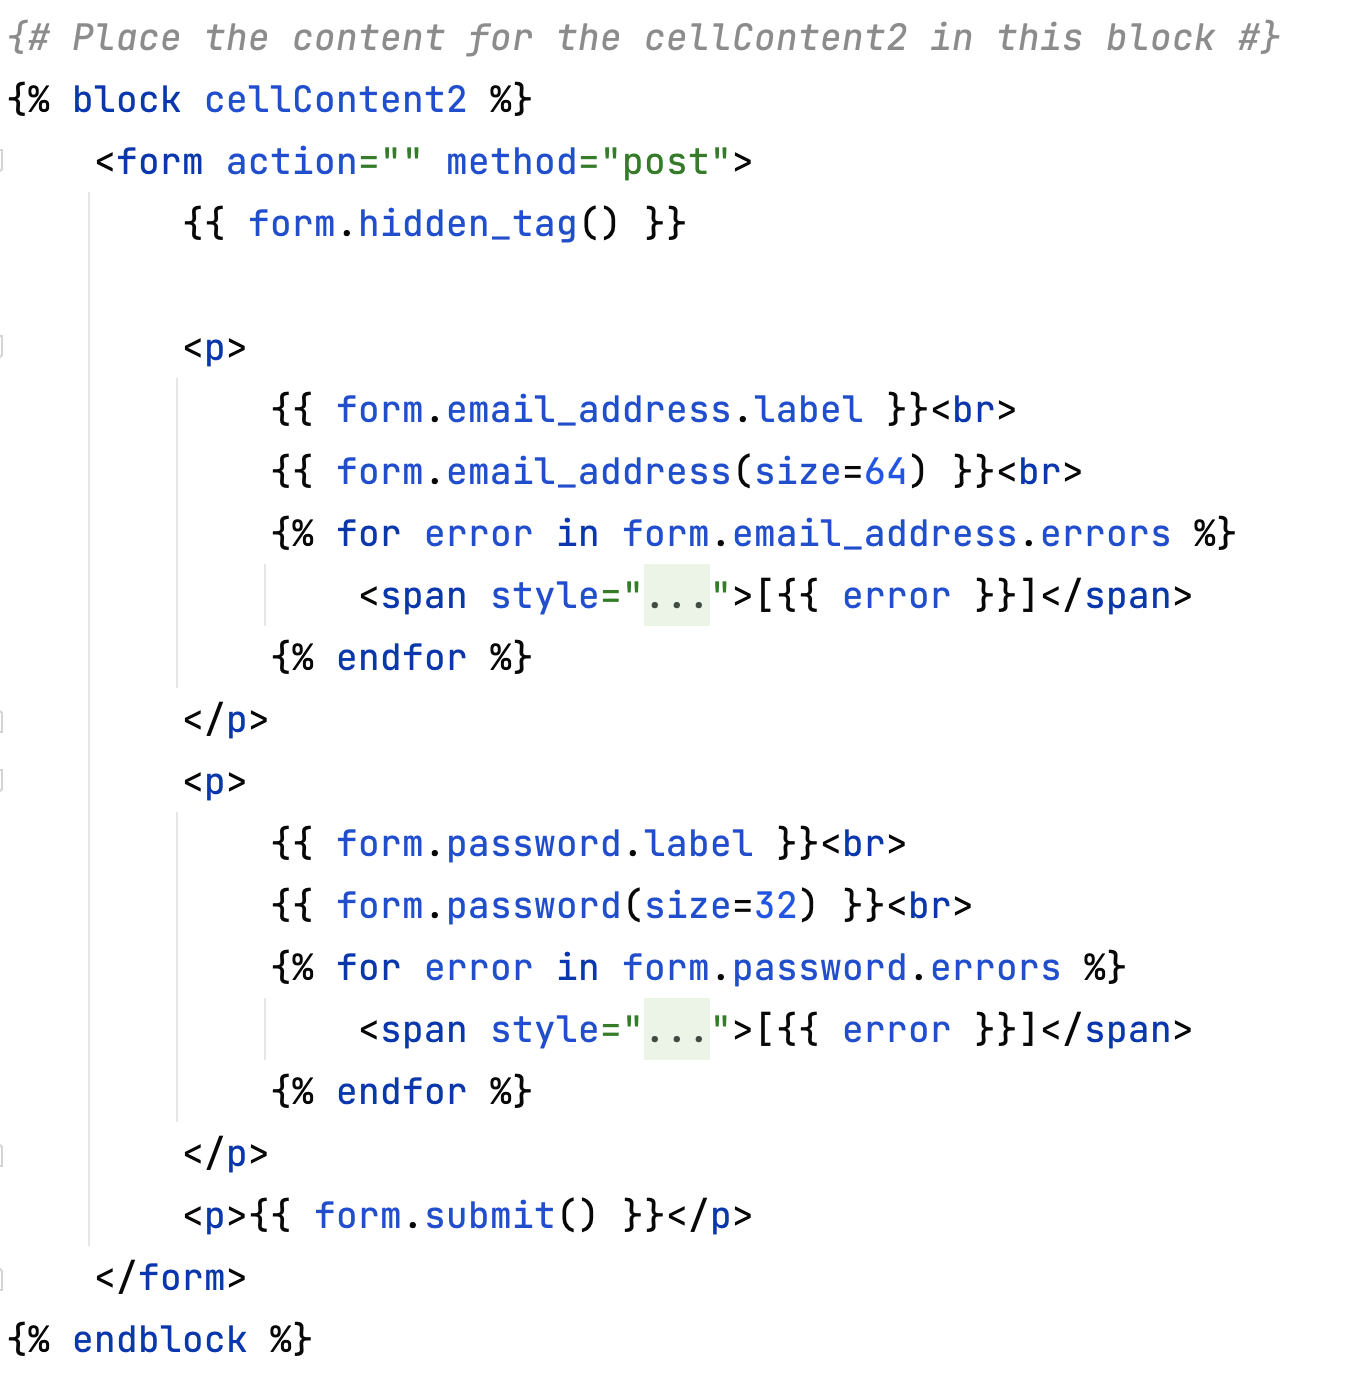 {# Place the content for the cellContent2 in this block #}
{% block cellContent2 %}
    <form action="" method="post">
        {{ form.hidden_tag() }}

        <p>
            {{ form.email_address.label }}<br>
            {{ form.email_address(size=64) }}<br>
            {% for error in form.email_address.errors %}
                <span style="...">[{{ error }}]</span>
            {% endfor %}
        </p>
        <p>
            {{ form.password.label }}<br>
            {{ form.password(size=32) }}<br>
            {% for error in form.password.errors %}
                <span style="...">[{{ error }}]</span>
            {% endfor %}
        </p>
        <p>{{ form.submit() }}</p>
    </form>
{% endblock %}